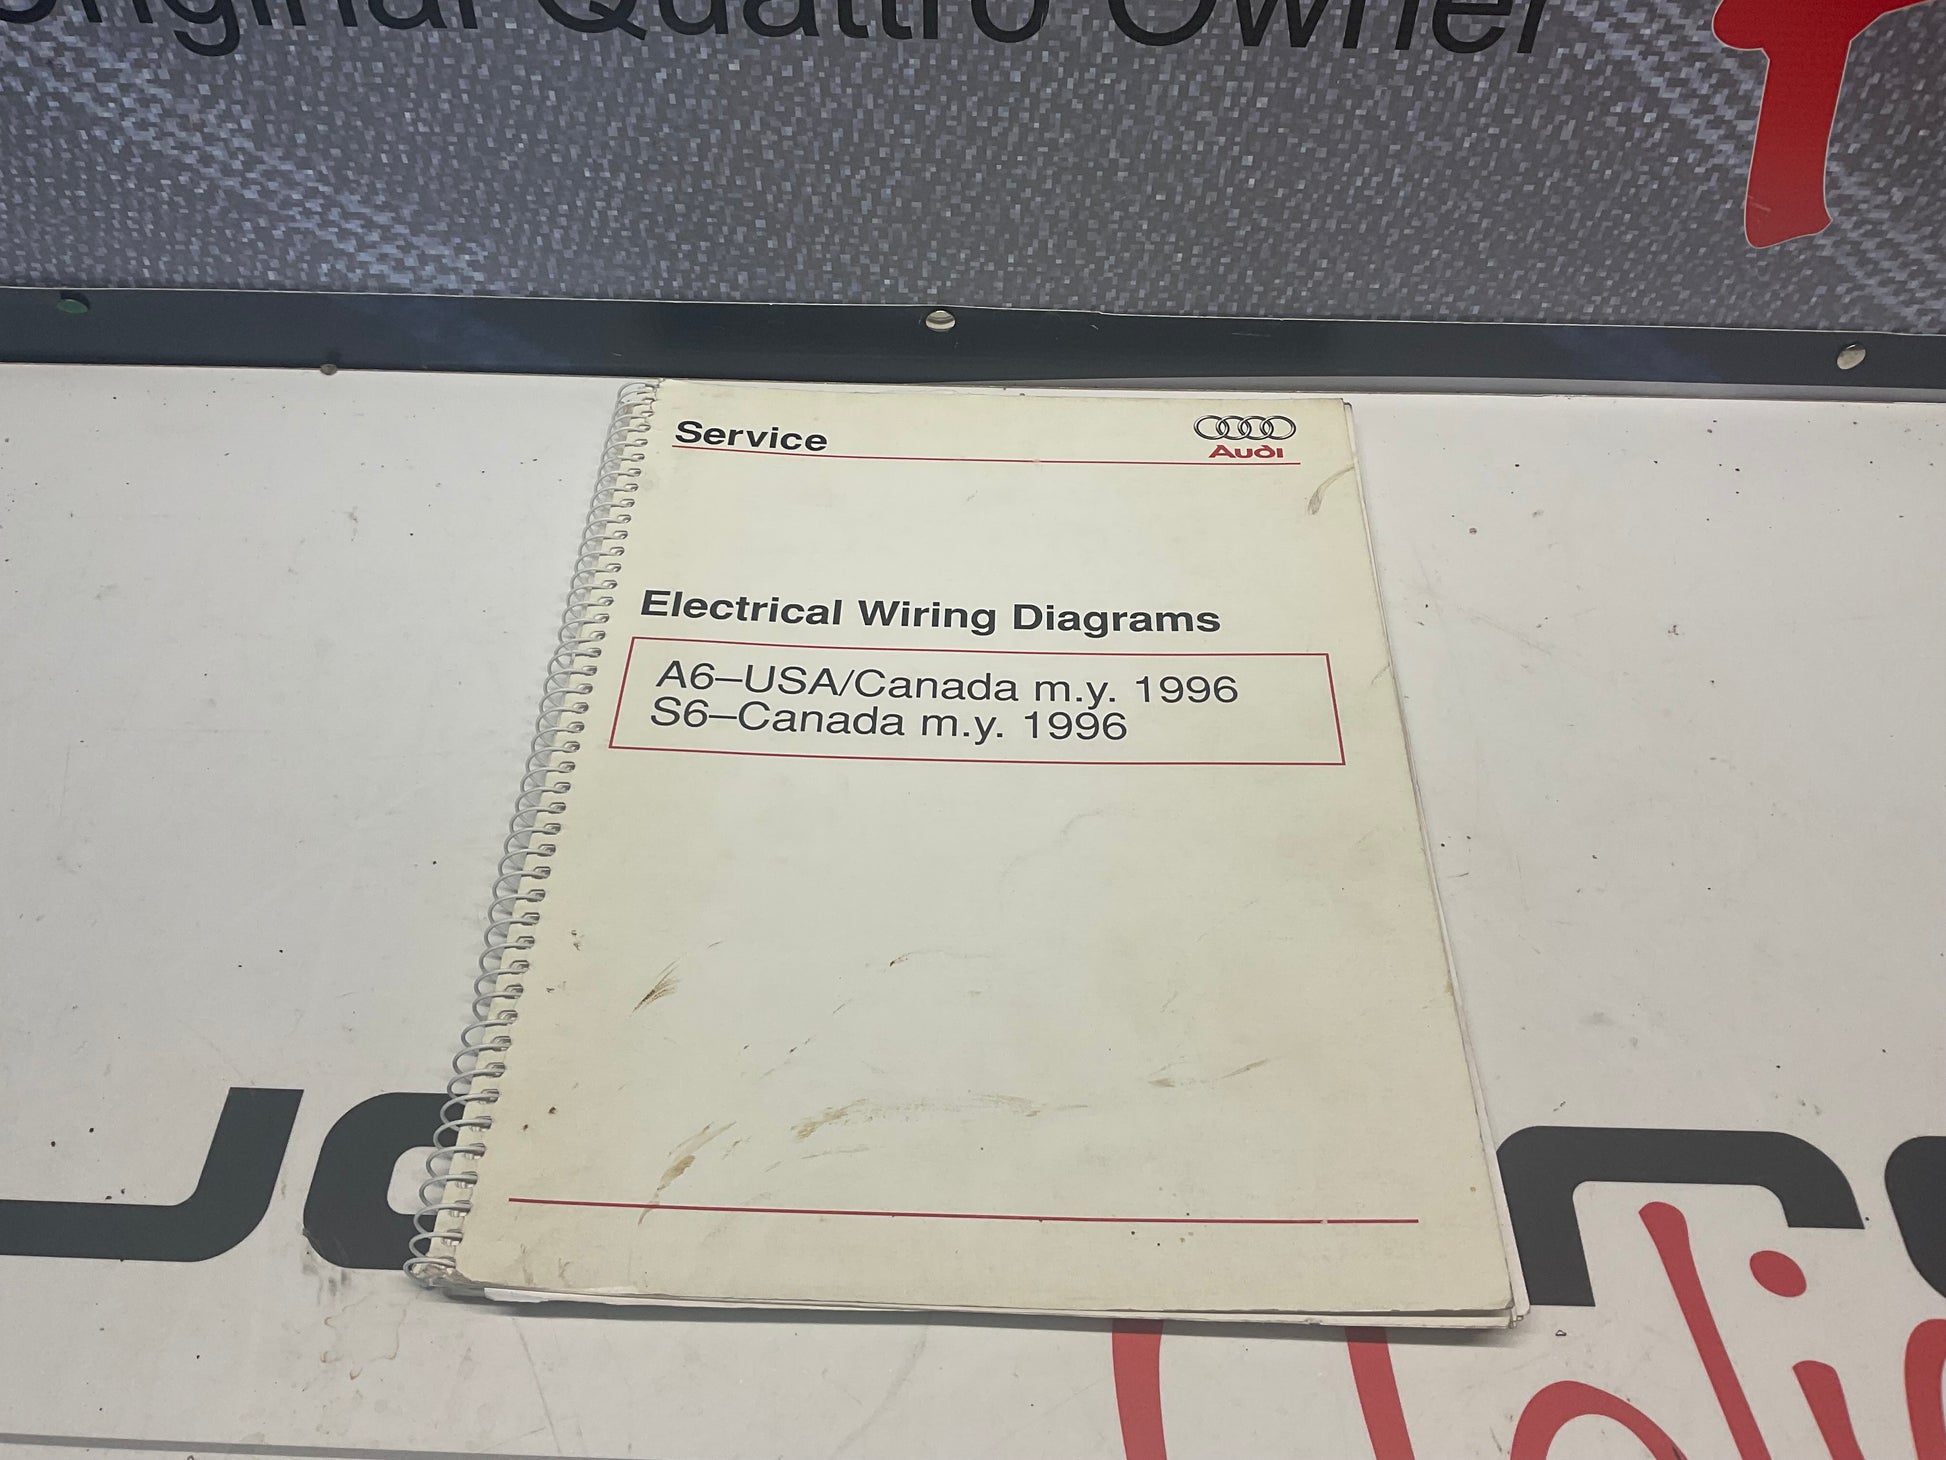 Original Quattro Owner
Service
Audi
Electrical Wiring Diagrams
A6–USA/Canada m.y. 1996
S6–Canada m.y. 1996